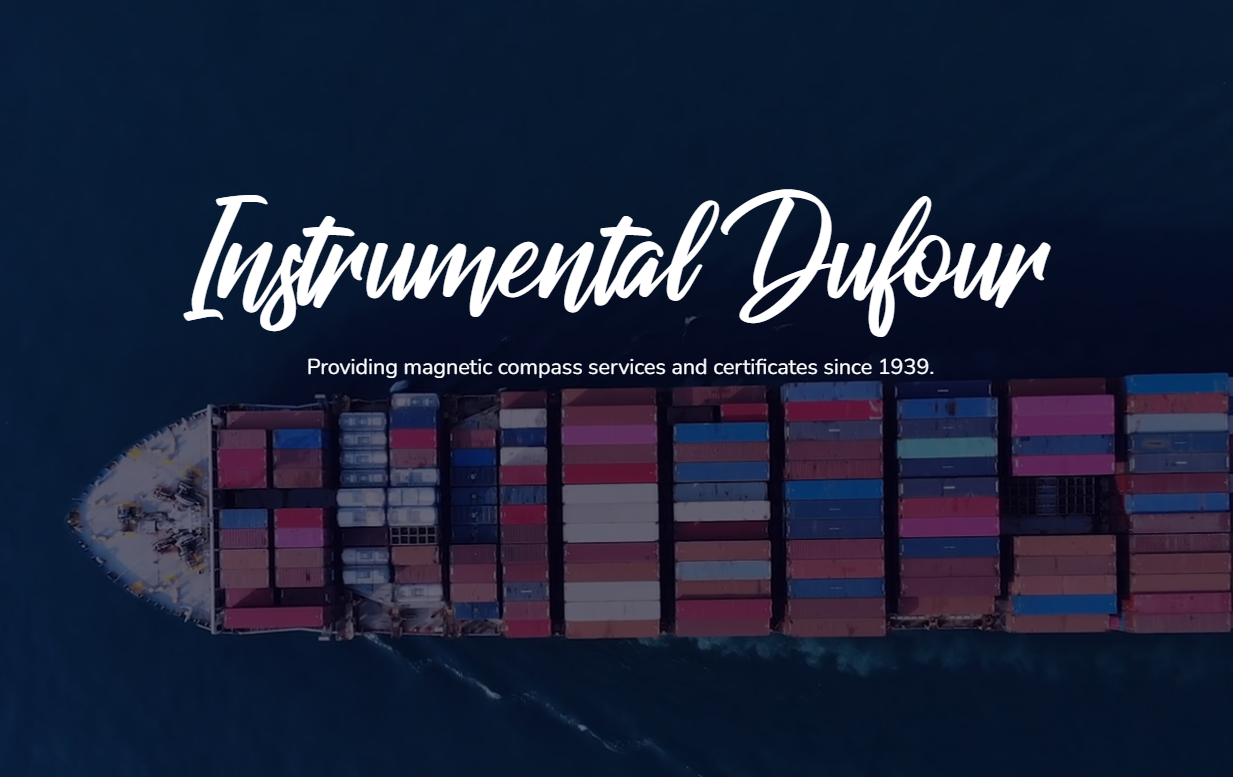 Instrumental Dufour
Providing magnetic compass services and certificates since 1939.